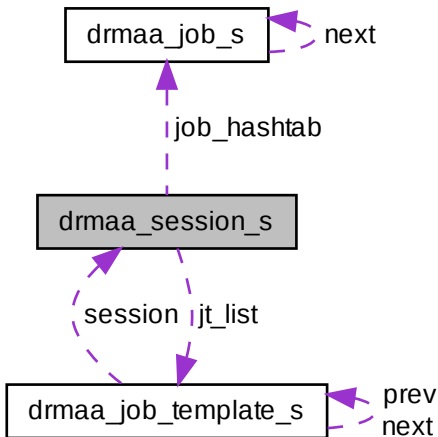 drmaa_job_s
next
job_hashtab
drmaa_session_s
session
jt_list
drmaa_job_template_s
prev
next